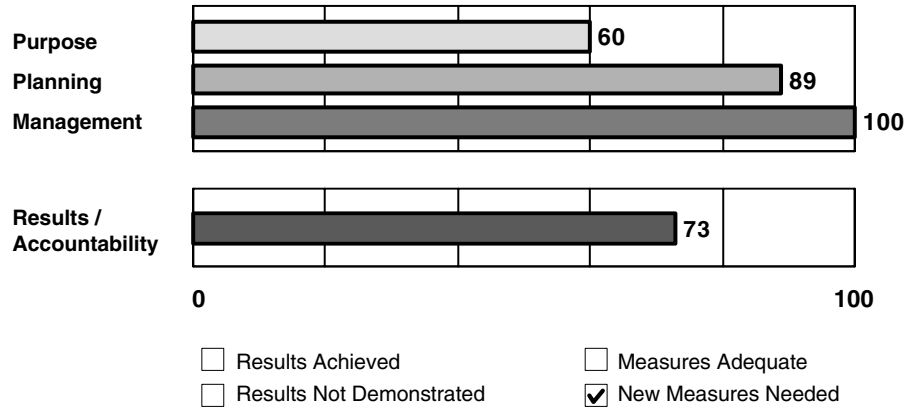 Purpose 60
Planning 89
Management 100
Results / 
Accountability 73
0 100
Results Achieved Measures Adequate
Results Not Demonstrated New Measures Needed